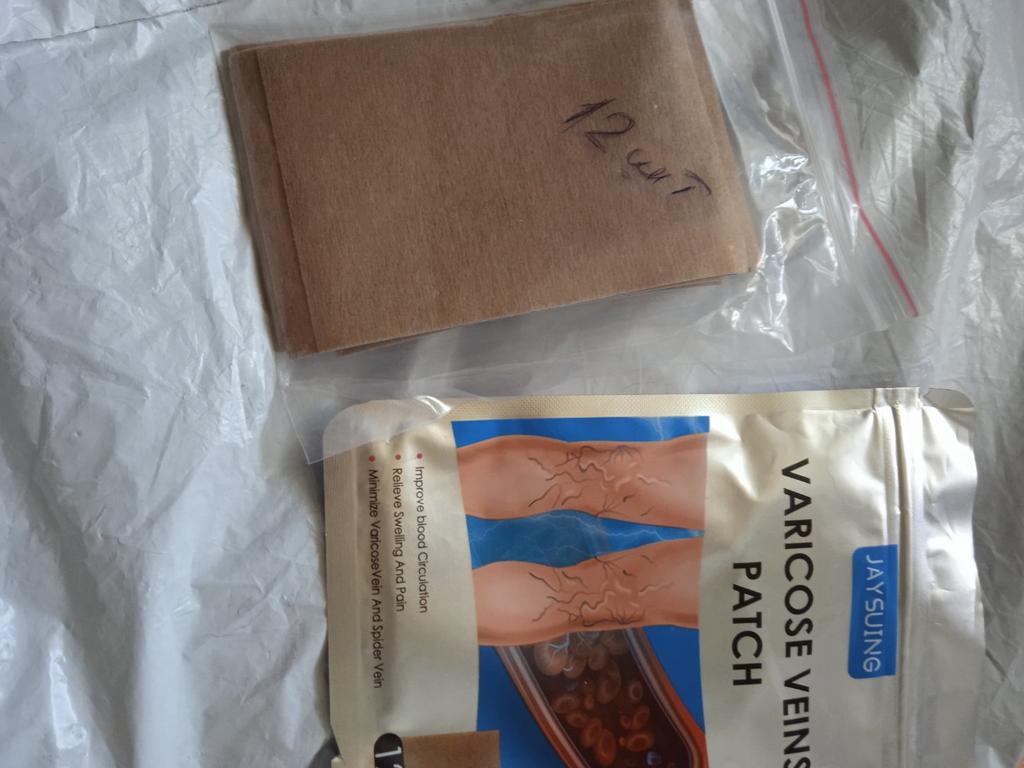 12 шт
JAYSUING
VARICOSE VEINS
PATCH
Improve blood Circulation
Relieve Swelling And Pain
Minimize VaricoseVein And Spider Vein